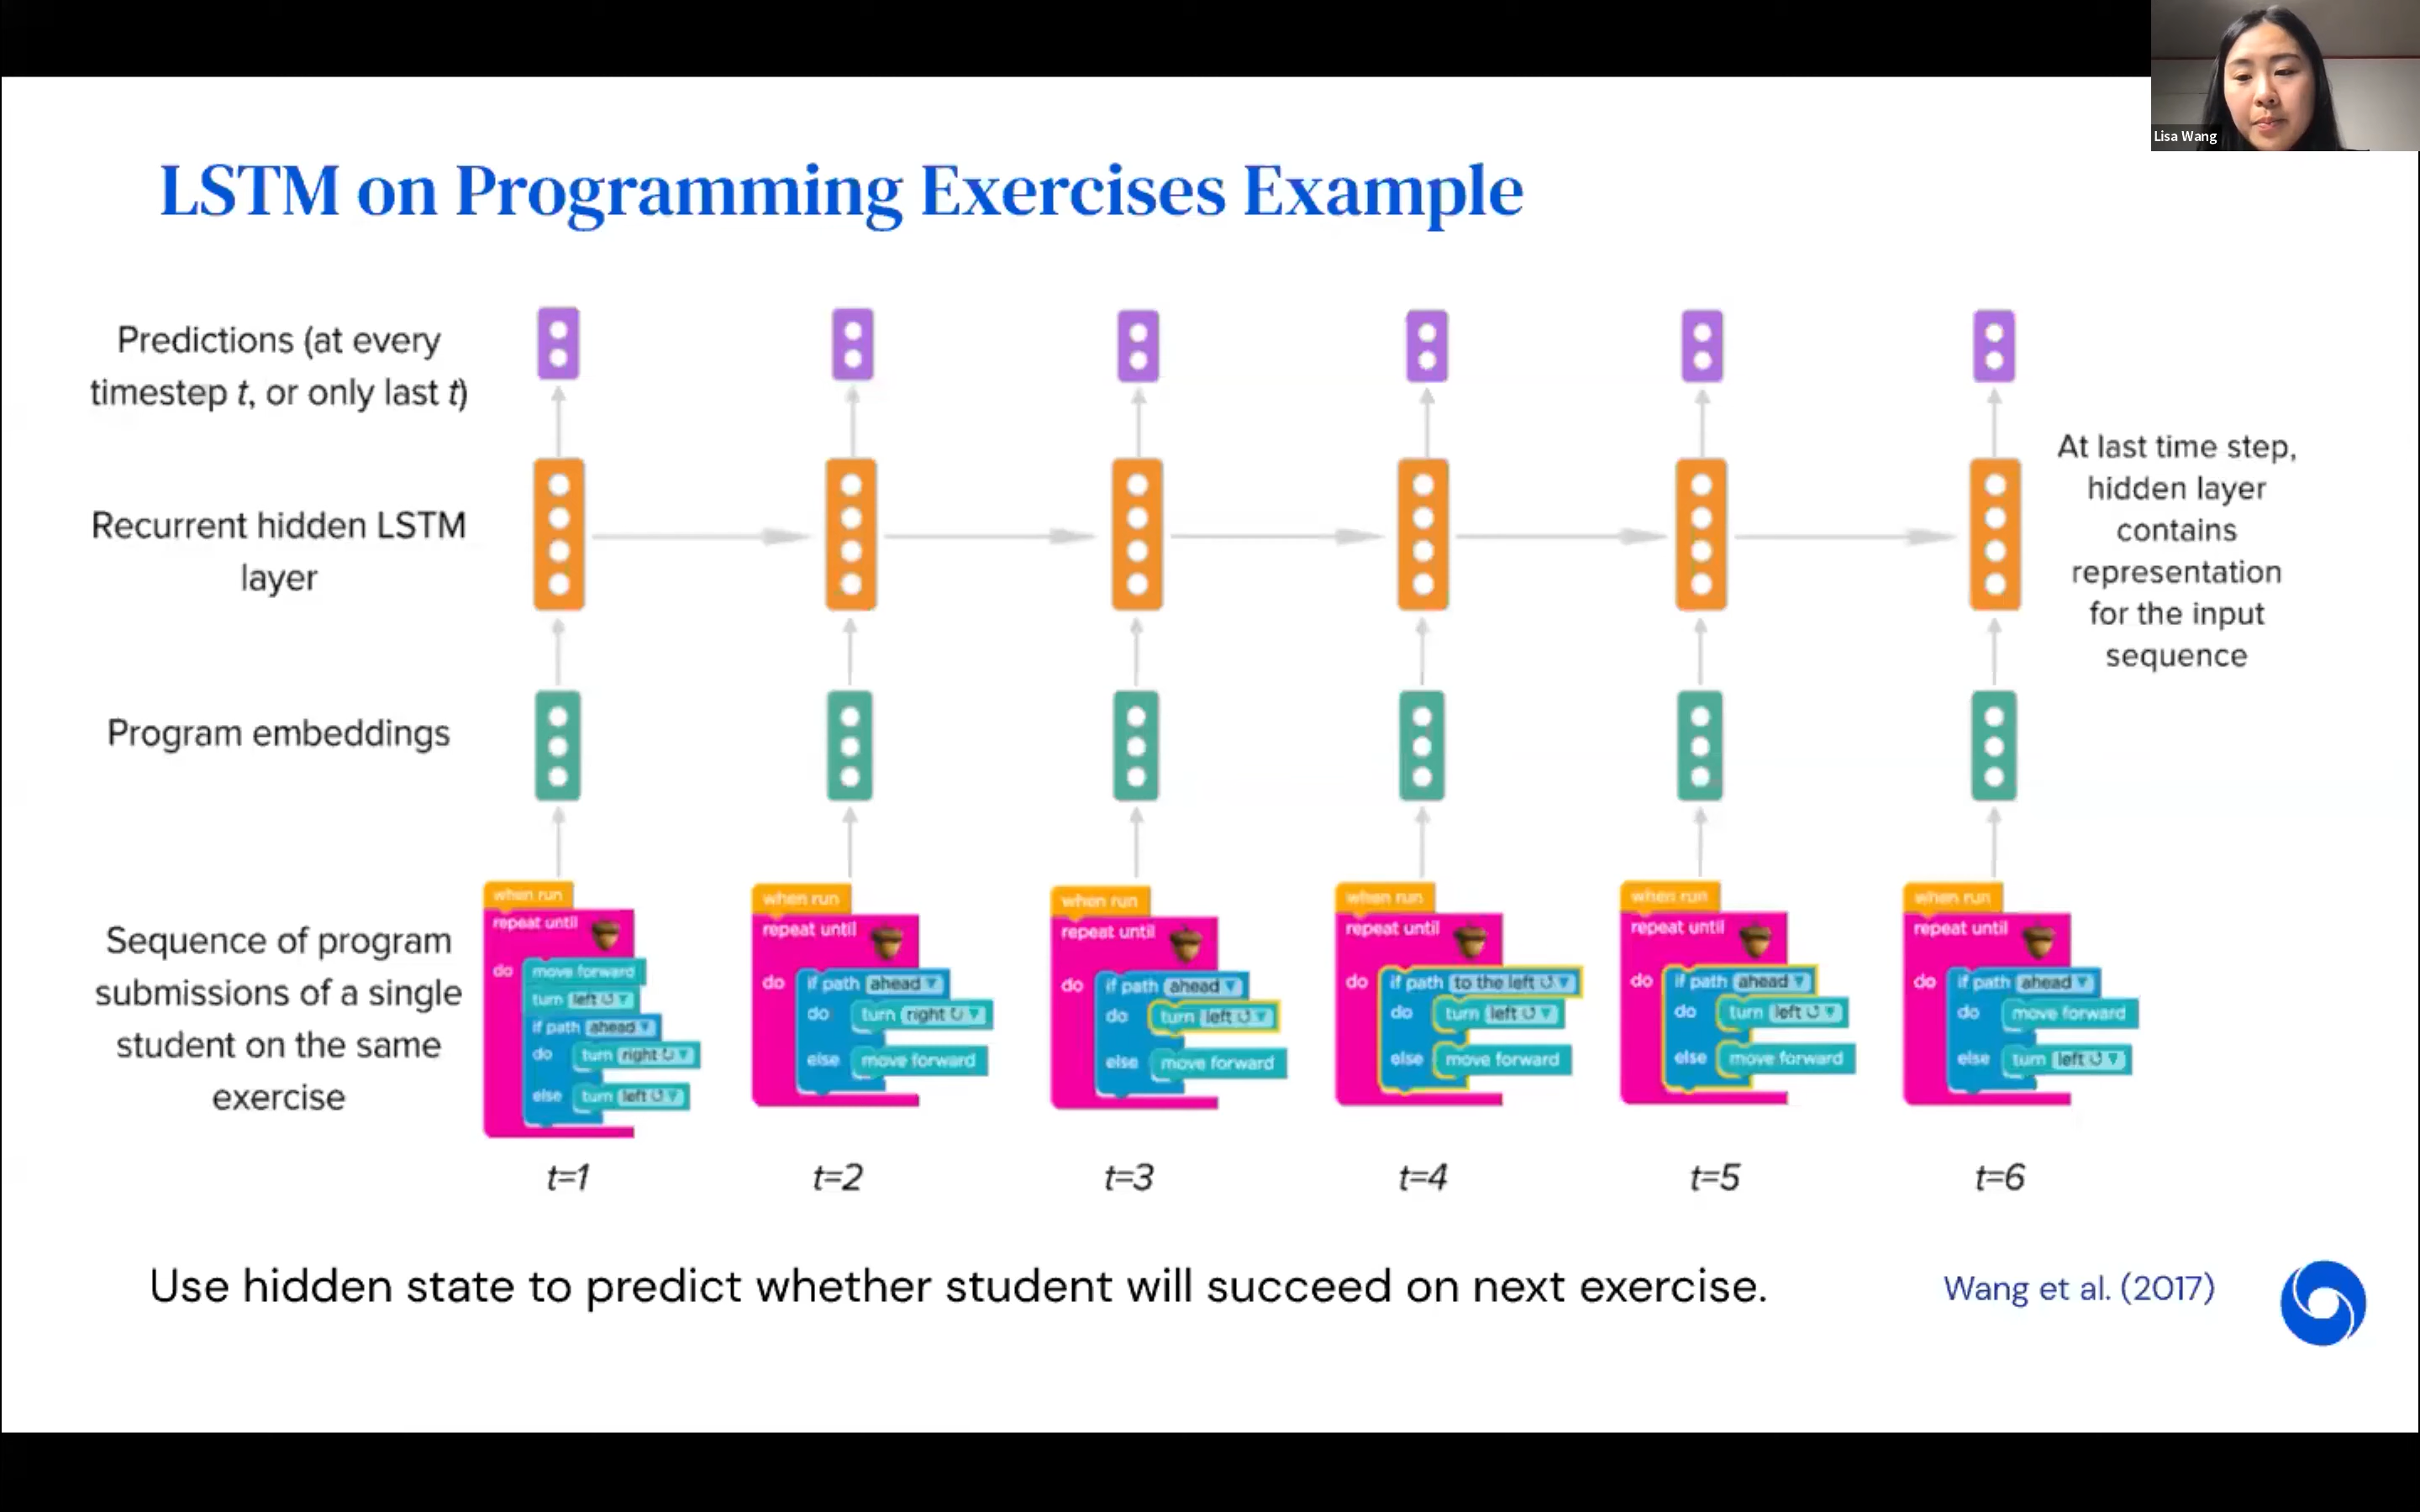 Lisa Wang
LSTM on Programming Exercises Example
Predictions (at every
timestep t, or only last t)
Recurrent hidden LSTM
layer
At last time step,
hidden layer
contains
representation
for the input
sequence
Program embeddings
Sequence of program
submissions of a single
student on the same
exercise
when run
repeat until
do move forward
turn left
if path ahead
do turn right
else turn left
t=1
when run
repeat until
do if path ahead
do turn right
else move forward
t=2
when run
repeat until
do if path ahead
do turn left
else move forward
t=3
when run
repeat until
do if path to the left
do turn left
else move forward
t=4
when run
repeat until
do if path ahead
do turn left
else move forward
t=5
when run
repeat until
do if path ahead
do move forward
else turn left
t=6
Use hidden state to predict whether student will succeed on next exercise.
Wang et al. (2017)